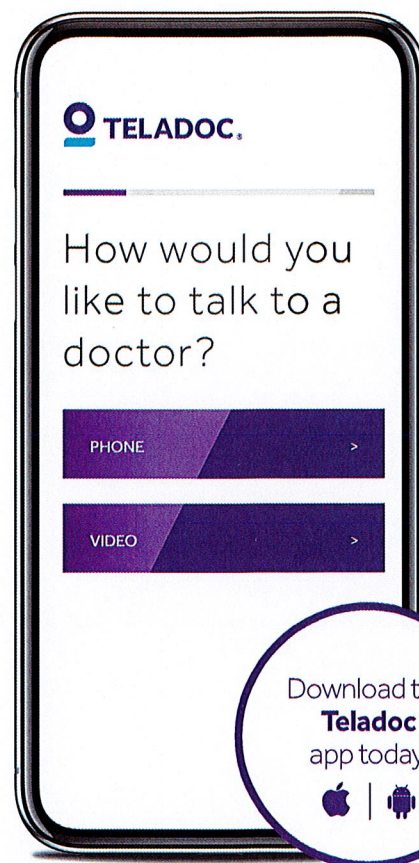 TELADOC®
How would you
like to talk to a
doctor?
PHONE >
VIDEO >
Download t
Teladoc
app today